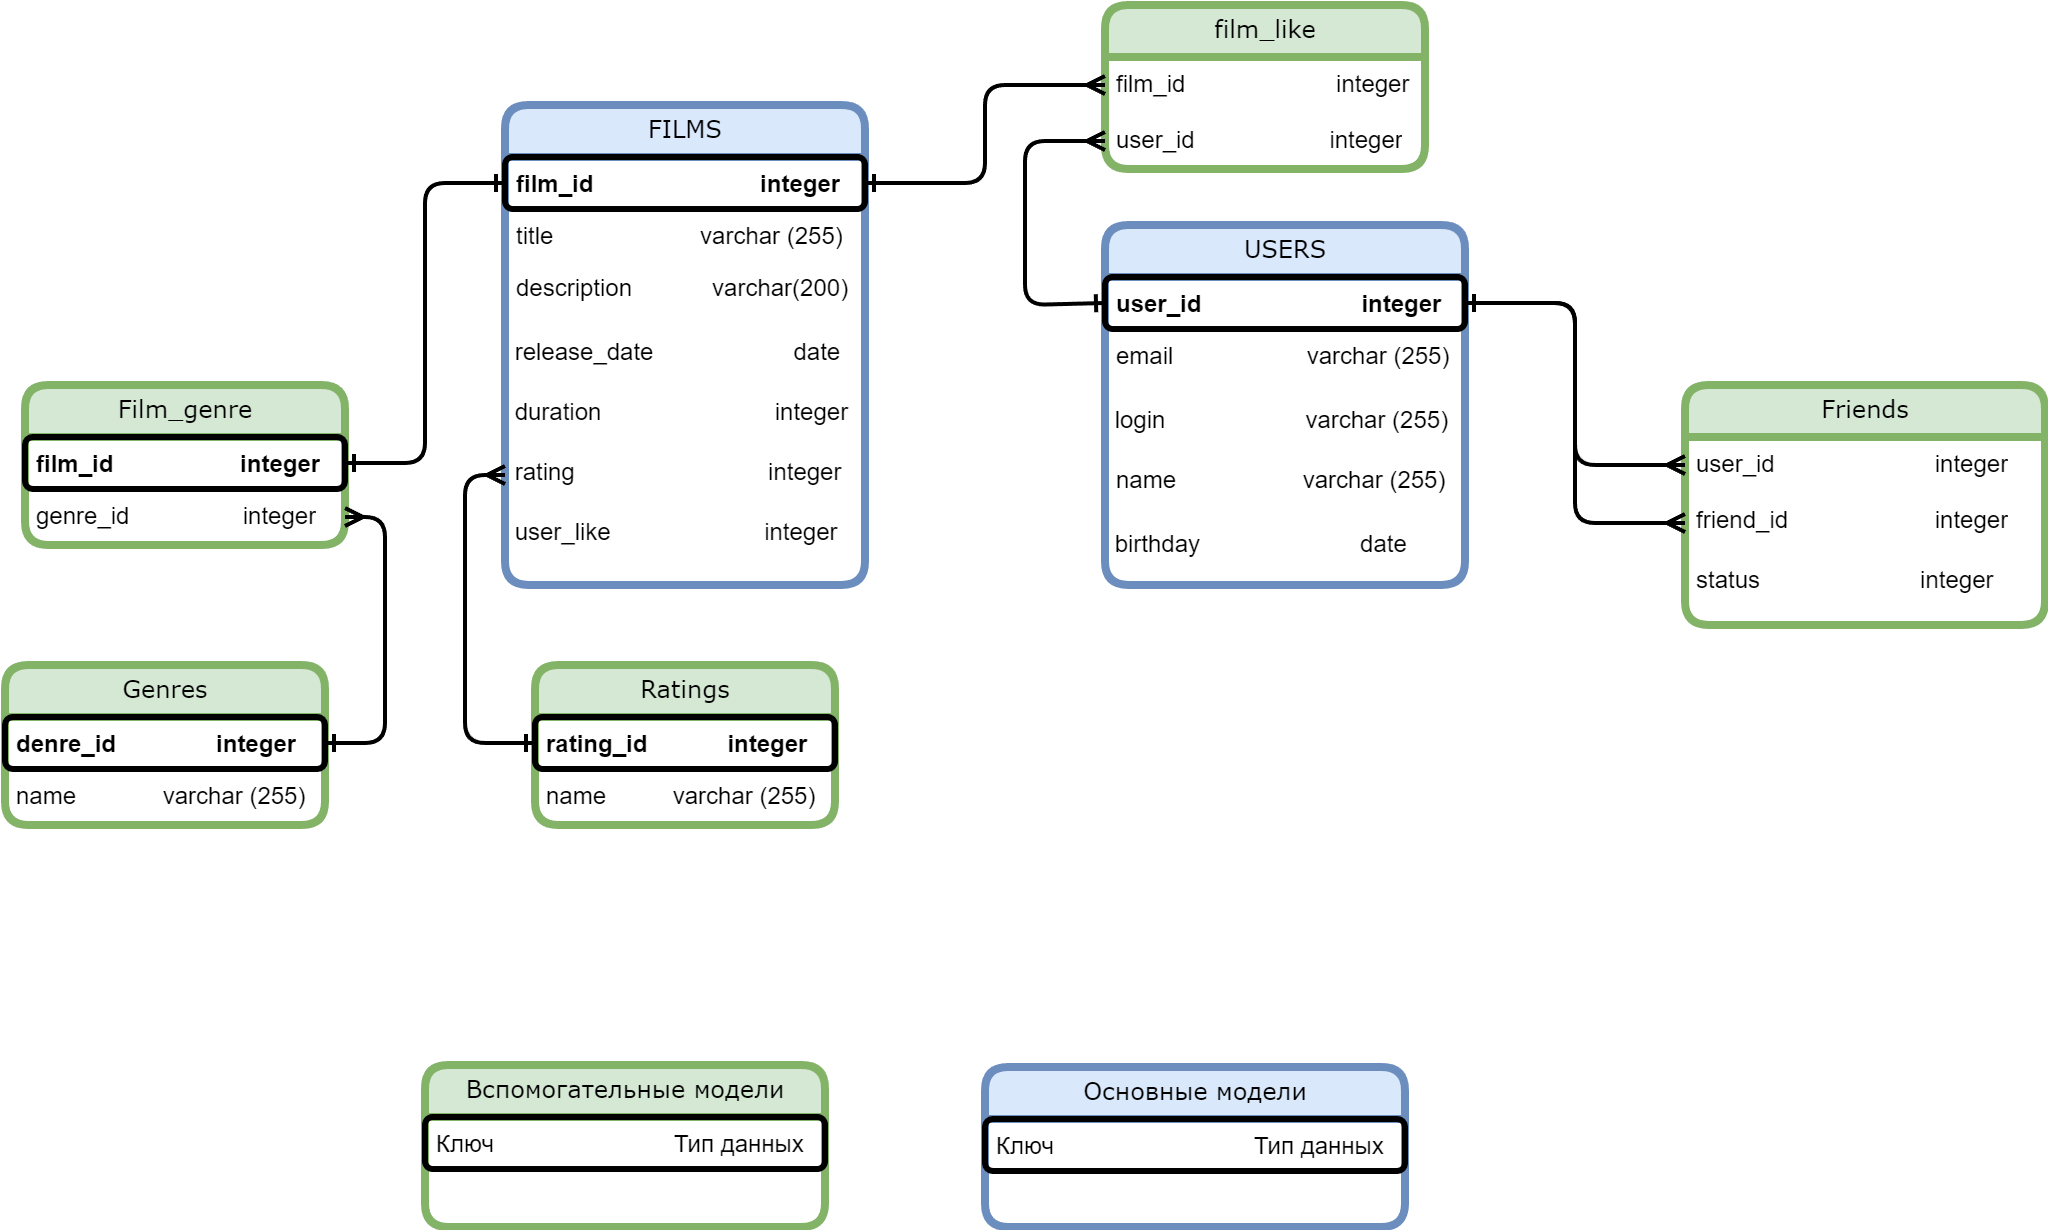 film_like
film_id integer
user_id integer
FILMS
film_id integer
title varchar (255)
description varchar(200)
release_date date
duration integer
rating integer
user_like integer
USERS
user_id integer
email varchar (255)
login varchar (255)
name varchar (255)
birthday date
Film_genre
film_id integer
genre_id integer
Friends
user_id integer
friend_id integer
status integer
Genres
denre_id integer
name varchar (255)
Ratings
rating_id integer
name varchar (255)
Вспомогательные модели
Ключ Тип данных
Основные модели
Ключ Тип данных